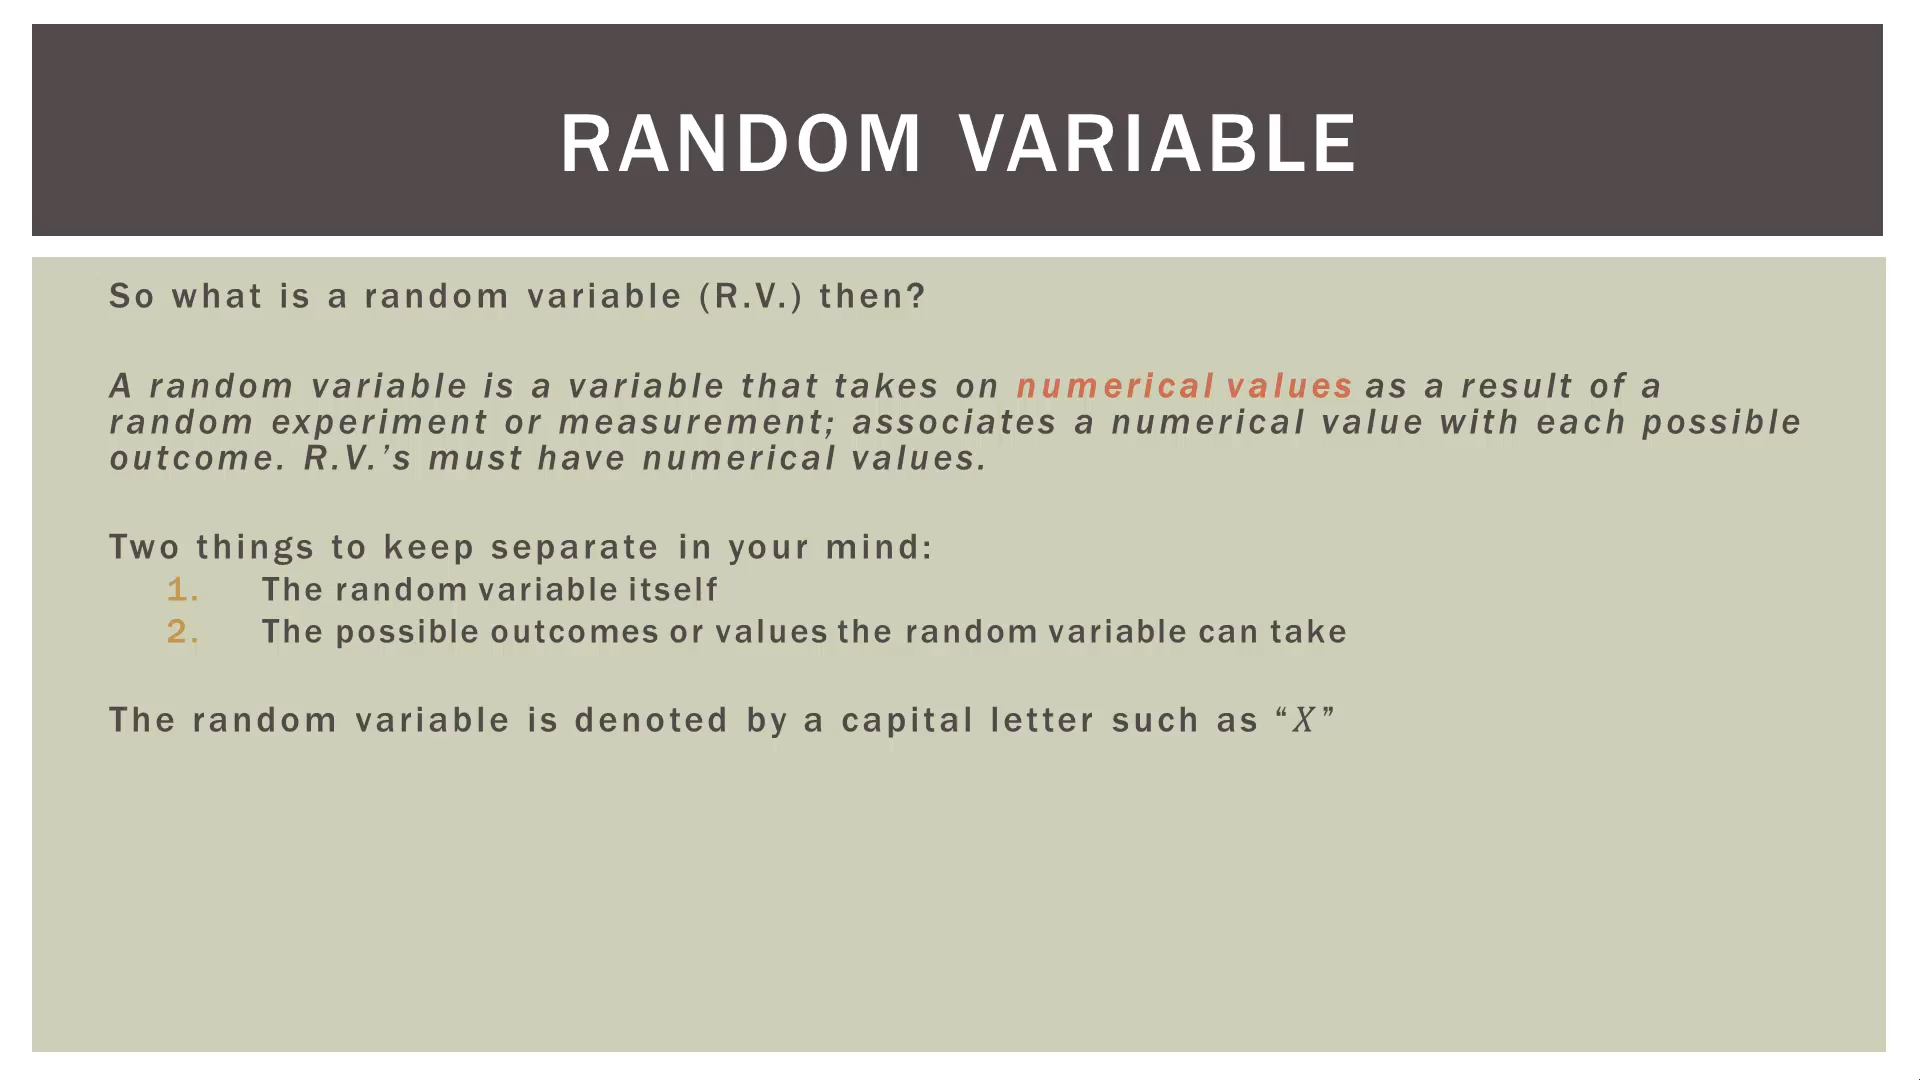 RANDOM VARIABLE
So what is a random variable (R.V.) then?
A random variable is a variable that takes on numerical values as a result of a
random experiment or measurement; associates a numerical value with each possible
outcome. R.V.’s must have numerical values.
Two things to keep separate in your mind:
1. The random variable itself
2. The possible outcomes or values the random variable can take
The random variable is denoted by a capital letter such as “X”